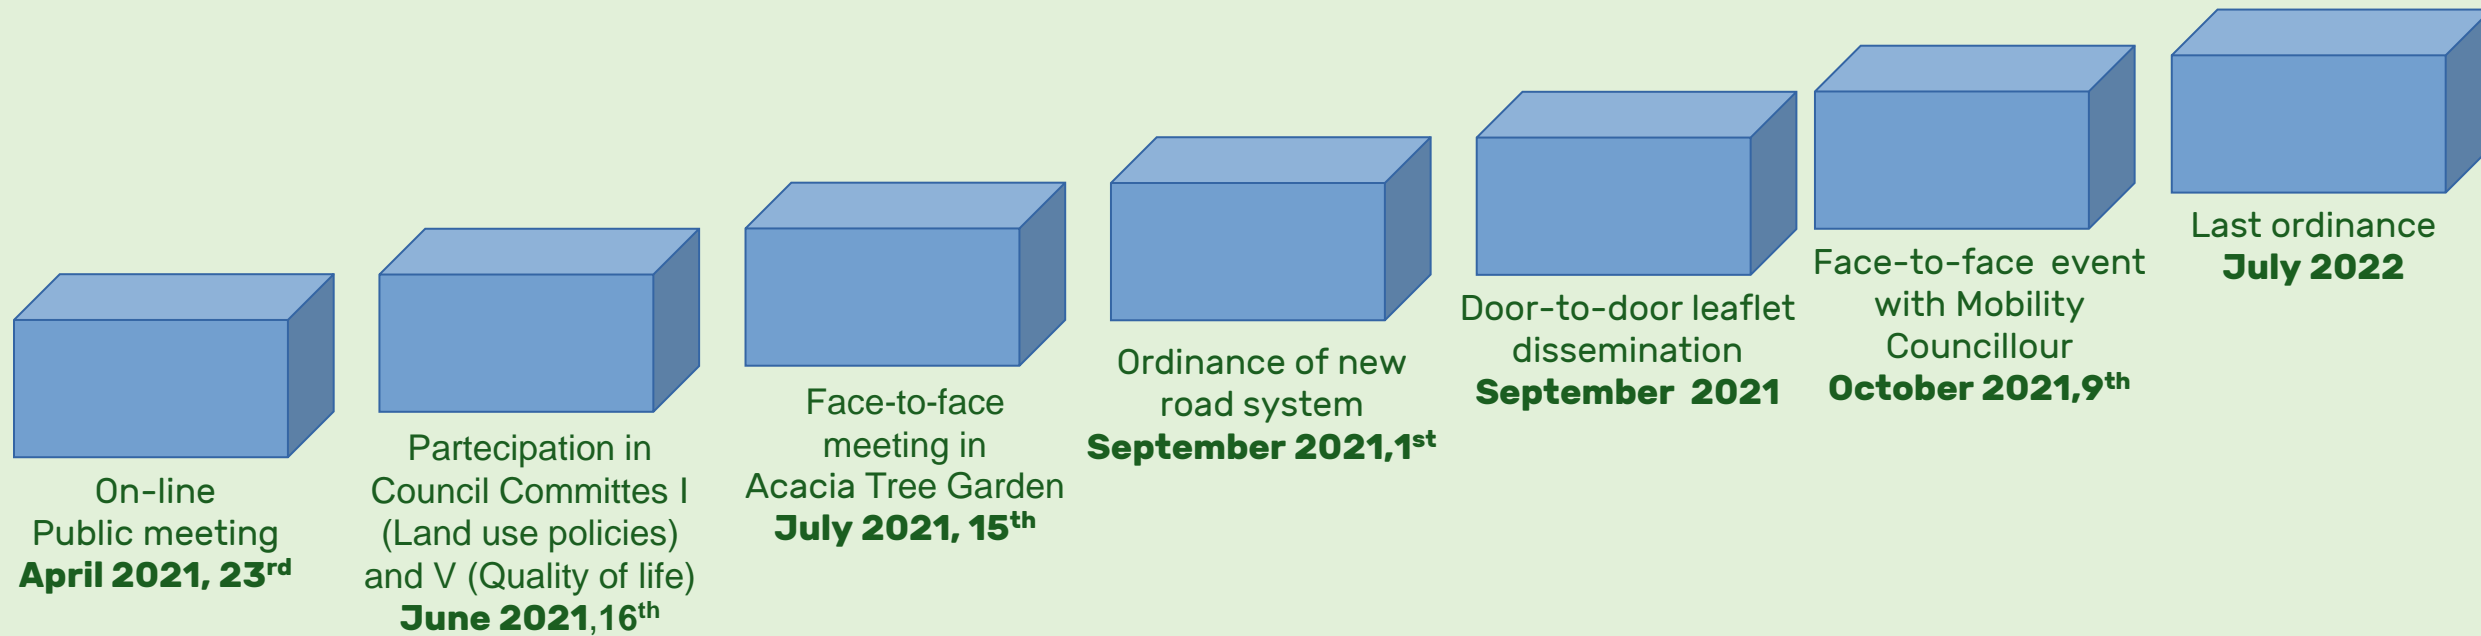 On-line
Public meeting
April 2021, 23rd
Partecipation in
Council Committes I
(Land use policies)
and V (Quality of life)
June 2021,16th
Face-to-face
meeting in
Acacia Tree Garden
July 2021, 15th
Ordinance of new
road system
September 2021,1st
Door-to-door leaflet
dissemination
September 2021
Face-to-face event
with Mobility
Councillour
October 2021,9th
Last ordinance
July 2022